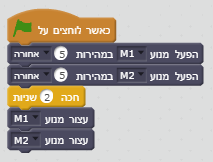 כאשר לוחצים על
הפעל מנוע M1 במהירות 5 אחורה
הפעל מנוע M2 במהירות 5 אחורה
חכה 2 שניות
עצור מנוע M1
עצור מנוע M2